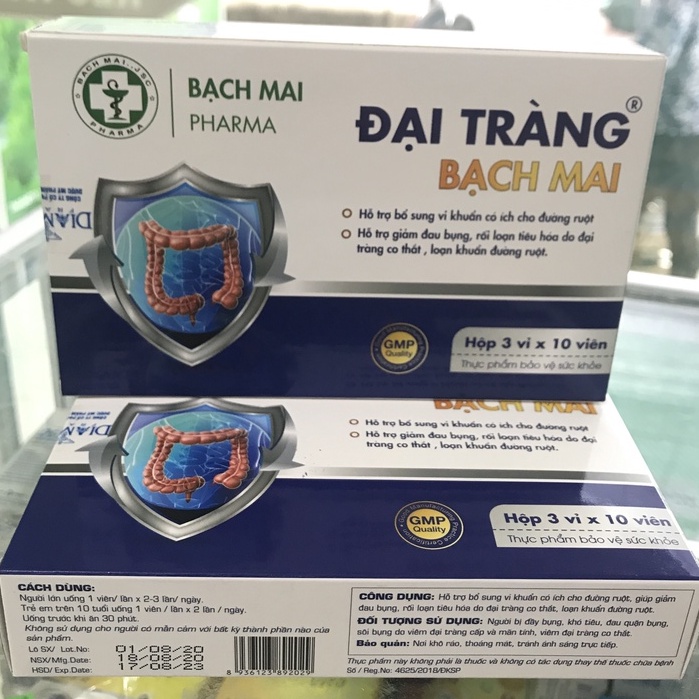 BẠCH MAI., JSC
PHARMA
BẠCH MAI
PHARMA
ĐẠI TRÀNG®
BẠCH MAI
Hỗ trợ bổ sung vi khuẩn có ích cho đường ruột
Hỗ trợ giảm đau bụng, rối loạn tiêu hóa do đại
tràng co thắt, loạn khuẩn đường ruột.
GMP
Quality
Hộp 3 vỉ x 10 viên
Thực phẩm bảo vệ sức khỏe
BẠCH MAI
Hỗ trợ bổ sung vi khuẩn có ích cho đường ruột
Hỗ trợ giảm đau bụng, rối loạn tiêu hóa do đại
tràng co thắt, loạn khuẩn đường ruột.
Good Manufacturing Practice Certification
GMP
Quality
Hộp 3 vỉ x 10 viên
Thực phẩm bảo vệ sức khỏe
CÁCH DÙNG:
Người lớn uống 1 viên/ lần x 2-3 lần/ ngày.
Trẻ em trên 10 tuổi uống 1 viên / lần x 2 lần / ngày.
Uống trước khi ăn 30 phút.
Không sử dụng cho người có mẫn cảm với bất kỳ thành phần nào của
sản phẩm.
Lô SX/ Lot.No: 01/08/20
NSX/Mfg.Date: 18/08/20
HSD/ Exp.Date: 17/08/23
8 936123 892029
CÔNG DỤNG: Hỗ trợ bổ sung vi khuẩn có ích cho đường ruột, giúp giảm
đau bụng, rối loạn tiêu hóa do đại tràng co thắt, loạn khuẩn đường ruột.
ĐỐI TƯỢNG SỬ DỤNG: Người bị đầy bụng, khó tiêu, đau quặn bụng,
sôi bụng do viêm đại tràng cấp và mãn tính, viêm đại tràng co thắt.
Bảo quản: Nơi khô ráo, thoáng mát, tránh ánh sáng trực tiếp.
Thực phẩm này không phải là thuốc và không có tác dụng thay thế thuốc chữa bệnh
Số / Reg.No: 4625/2018/ĐKSP